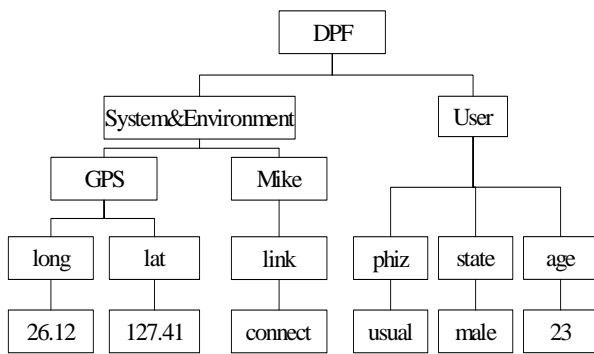 DPF
System&Environment
User
GPS
Mike
long
lat
link
phiz
state
age
26.12
127.41
connect
usual
male
23